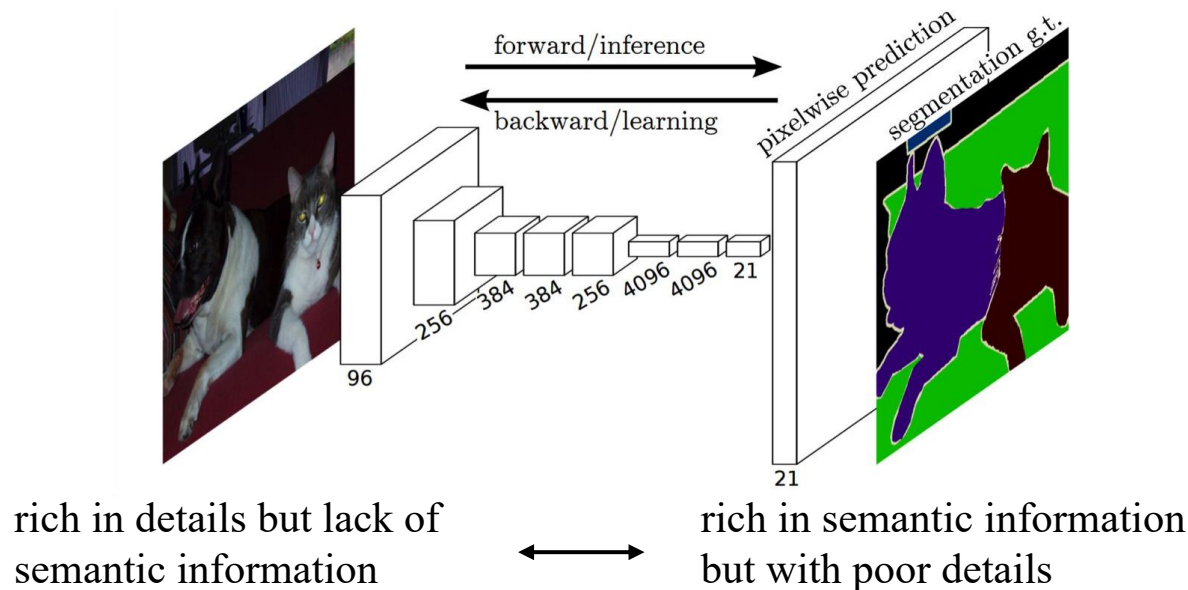 forward/inference
backward/learning
pixelwise prediction
segmentation g.t.
96
256
384
384
256
4096
4096
21
21
rich in details but lack of
semantic information
rich in semantic information
but with poor details